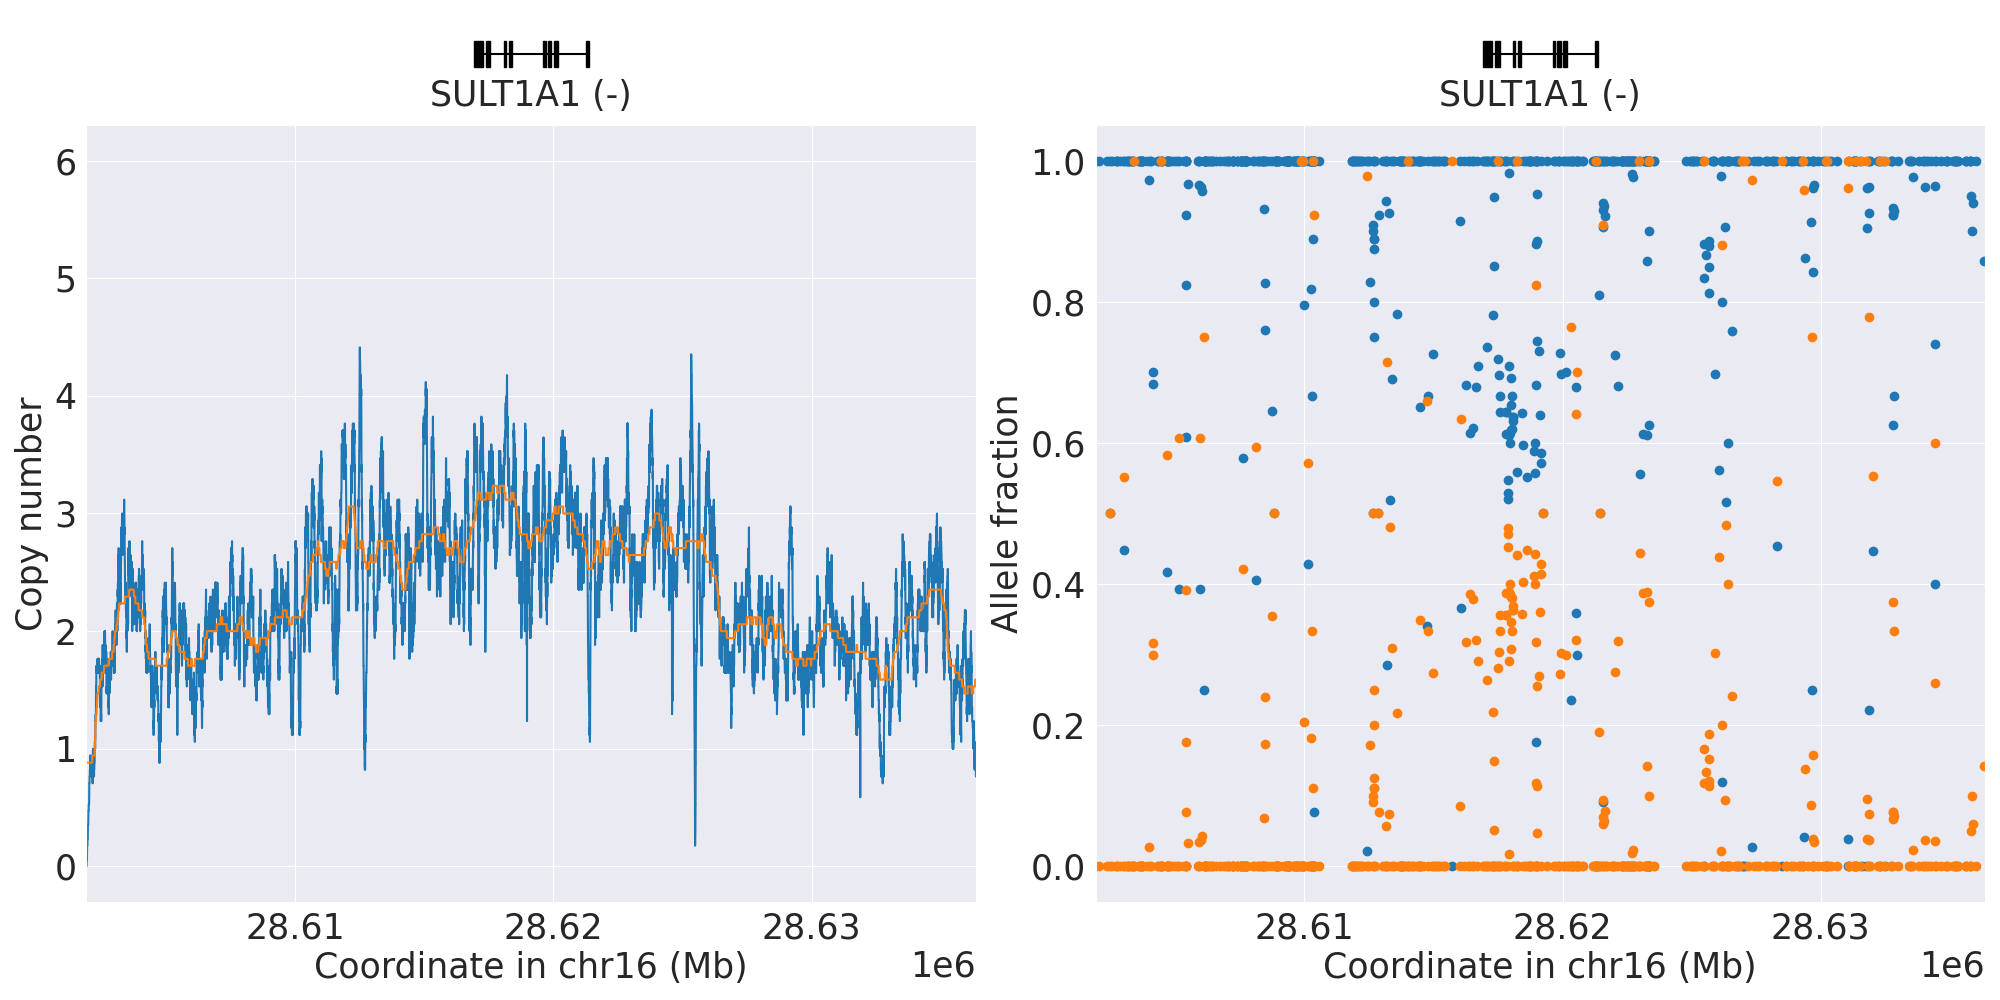 SULT1A1 (-)
6
5
4
3
2
1
0
Copy number
28.61
28.62
28.63
Coordinate in chr16 (Mb)
1e6
SULT1A1 (-)
1.0
0.8
0.6
0.4
0.2
0.0
Allele fraction
28.61
28.62
28.63
Coordinate in chr16 (Mb)
1e6